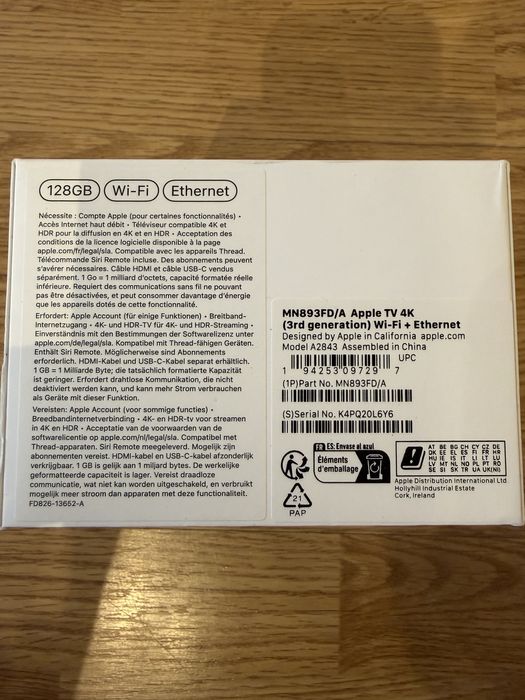 128GB Wi-Fi Ethernet
Nécessite : Compte Apple (pour certaines fonctionnalités) •
Accès Internet haut débit • Téléviseur compatible 4K et
HDR pour la diffusion en 4K et en HDR • Acceptation des
conditions de la licence logicielle disponible à la page
apple.com/fr/legal/sla. Compatible avec les appareils Thread.
Télécommande Siri Remote incluse. Des abonnements peuvent
s'avérer nécessaires. Câble HDMI et câble USB-C vendus
séparément. 1 Go = 1 milliard d'octets, capacité formatée réelle
inférieure. Requiert des communications sans fil ne pouvant
pas être désactivées, et peut consommer davantage d'énergie
que les appareils dotés de cette fonctionnalité.
Erfordert: Apple Account (für einige Funktionen) • Breitband-
Internetzugang • 4K- und HDR-TV für 4K- und HDR-Streaming •
Einverständnis mit den Bestimmungen der Softwarelizenz unter
apple.com/de/legal/sla. Kompatibel mit Thread-fähigen Geräten.
Enthält Siri Remote. Möglicherweise sind Abonnements
erforderlich. HDMI-Kabel und USB-C-Kabel separat erhältlich.
1 GB = 1 Milliarde Byte; die tatsächlich formatierte Kapazität
ist geringer. Erfordert drahtlose Kommunikation, die nicht
deaktiviert werden kann, und kann mehr Strom verbrauchen
als Geräte mit dieser Funktion.
Vereisten: Apple Account (voor sommige functies) •
Breedbandinternetverbinding • 4K- en HDR-tv voor streamen
in 4K en HDR • Acceptatie van de voorwaarden van de
softwarelicentie op apple.com/nl/legal/sla. Compatibel met
Thread-apparaten. Siri Remote meegeleverd. Mogelijk zijn
abonnementen vereist. HDMI-kabel en USB-C-kabel afzonderlijk
verkrijgbaar. 1 GB is gelijk aan 1 miljard bytes. De werkelijke
geformatteerde capaciteit is lager. Vereist draadloze
communicatie, wat niet kan worden uitgeschakeld, en verbruikt
mogelijk meer stroom dan apparaten met deze functionaliteit.
FD826-13652-A
MN893FD/A Apple TV 4K
(3rd generation) Wi-Fi + Ethernet
Designed by Apple in California apple.com
Model A2843 Assembled in China
UPC
1 94253 09729 7
(1P)Part No. MN893FD/A
(S)Serial No. K4PQ20L6Y6
FR ES: Envase al azul
Éléments
d'emballage
21
PAP
AT BE BG CH CY CZ DE
DK EE EL ES FI FR HR
HU IE IS IT LI LT LU
LV MT NL NO PL PT RO
SE SI SK TR UA UK(NI)
Apple Distribution International Ltd
Hollyhill Industrial Estate
Cork, Ireland